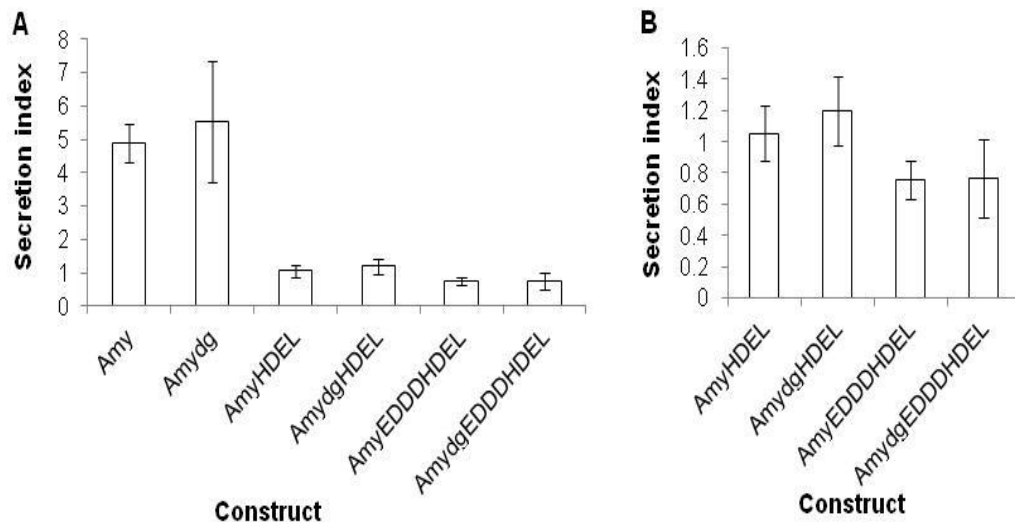 A
Secretion index
8
7
6
5
4
3
2
1
0
Amy
Amydg
AmyHDEL
AmydgHDEL
AmyEDDDHDEL
AmydgEDDDHDEL
Construct
B
Secretion index
1.6
1.4
1.2
1
0.8
0.6
0.4
0.2
0
AmyHDEL
AmydgHDEL
AmyEDDDHDEL
AmydgEDDDHDEL
Construct